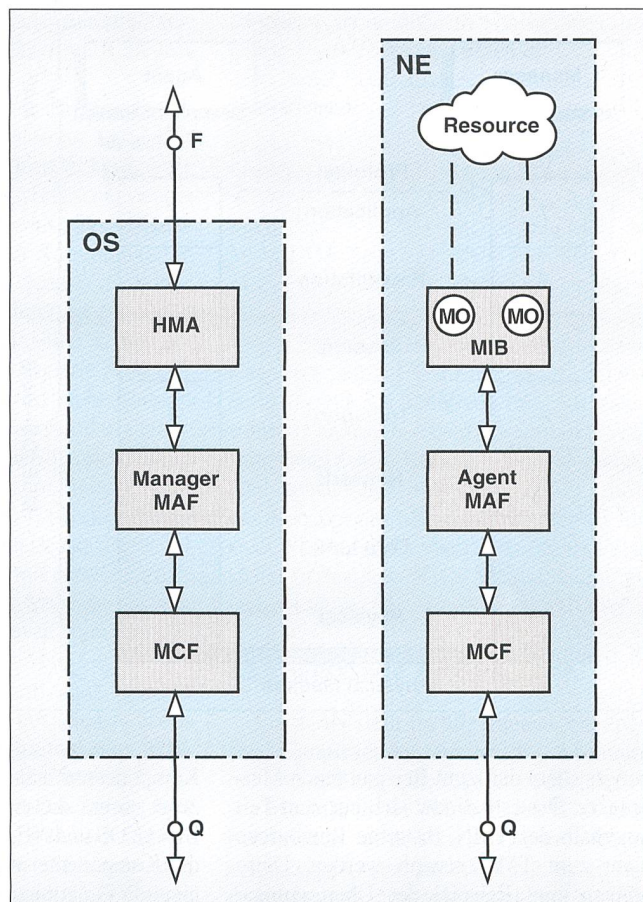 F
OS
HMA
Manager
MAF
MCF
Q
NE
Resource
MO MO
MIB
Agent
MAF
MCF
Q